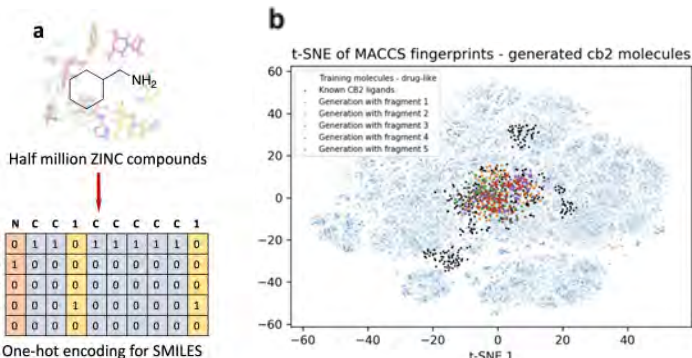 a
NH2
Half million ZINC compounds
N C C 1 C C C C C 1
0 1 1 0 1 1 1 1 1 0
1 0 0 0 0 0 0 0 0 0
0 0 0 0 0 0 0 0 0 0
0 0 0 1 0 0 0 0 0 1
0 0 0 0 0 0 0 0 0 0
One-hot encoding for SMILES
b
t-SNE of MACCS fingerprints - generated cb2 molecules
Training molecules - drug-like
Known CB2 ligands
Generation with fragment 1
Generation with fragment 2
Generation with fragment 3
Generation with fragment 4
Generation with fragment 5
60
40
20
0
−20
−40
−60
−60 −40 −20 0 20 40
t-SNE 1